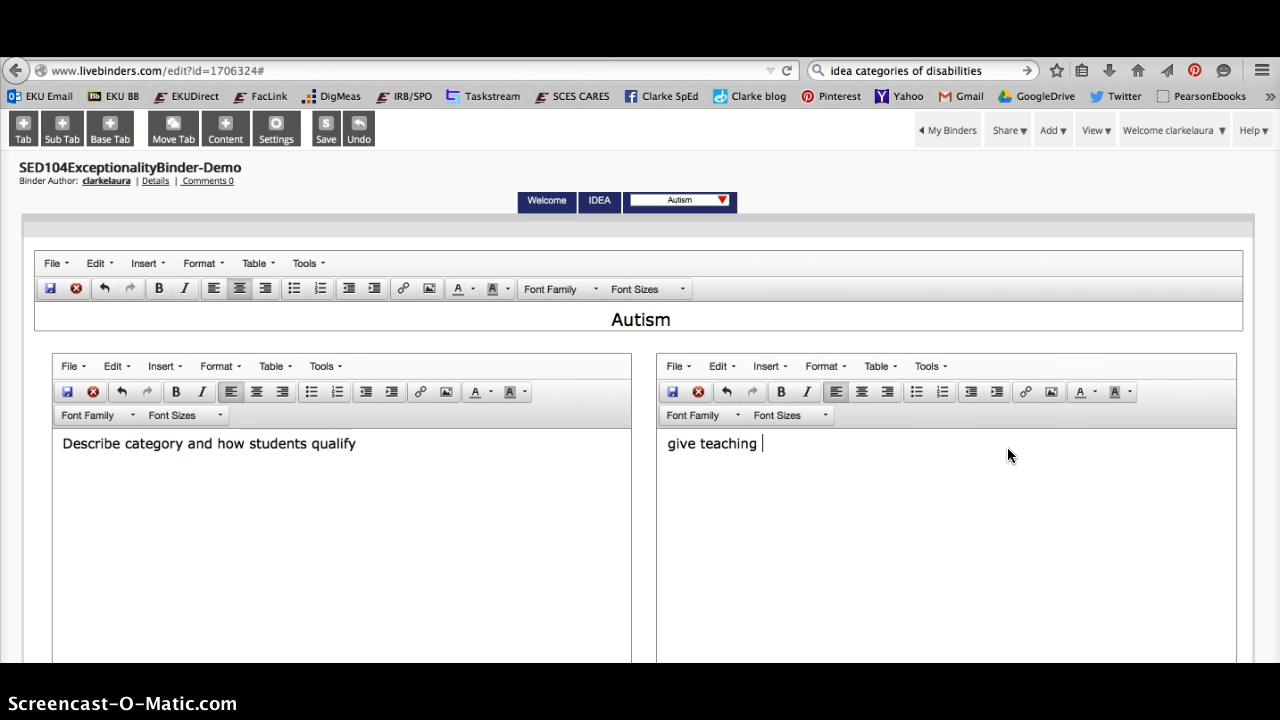 www.livebinders.com/edit?id=1706324#
idea categories of disabilities
EKU Email EKU BB EKUDirect FacLink DigMeas IRB/SPO Taskstream SCES CARES Clarke SpEd Clarke blog Pinterest Yahoo Gmail GoogleDrive Twitter PearsonEbooks »
Tab Sub Tab Base Tab Move Tab Content Settings Save Undo
My Binders Share Add View Welcome clarkelaura Help
SED104ExceptionalityBinder-Demo
Binder Author: clarkelaura | Details | Comments 0
Welcome IDEA Autism
File Edit Insert Format Table Tools
B I A A Font Family Font Sizes
Autism
File Edit Insert Format Table Tools
B I A A
Font Family Font Sizes
Describe category and how students qualify
File Edit Insert Format Table Tools
B I A A
Font Family Font Sizes
give teaching
Screencast-O-Matic.com